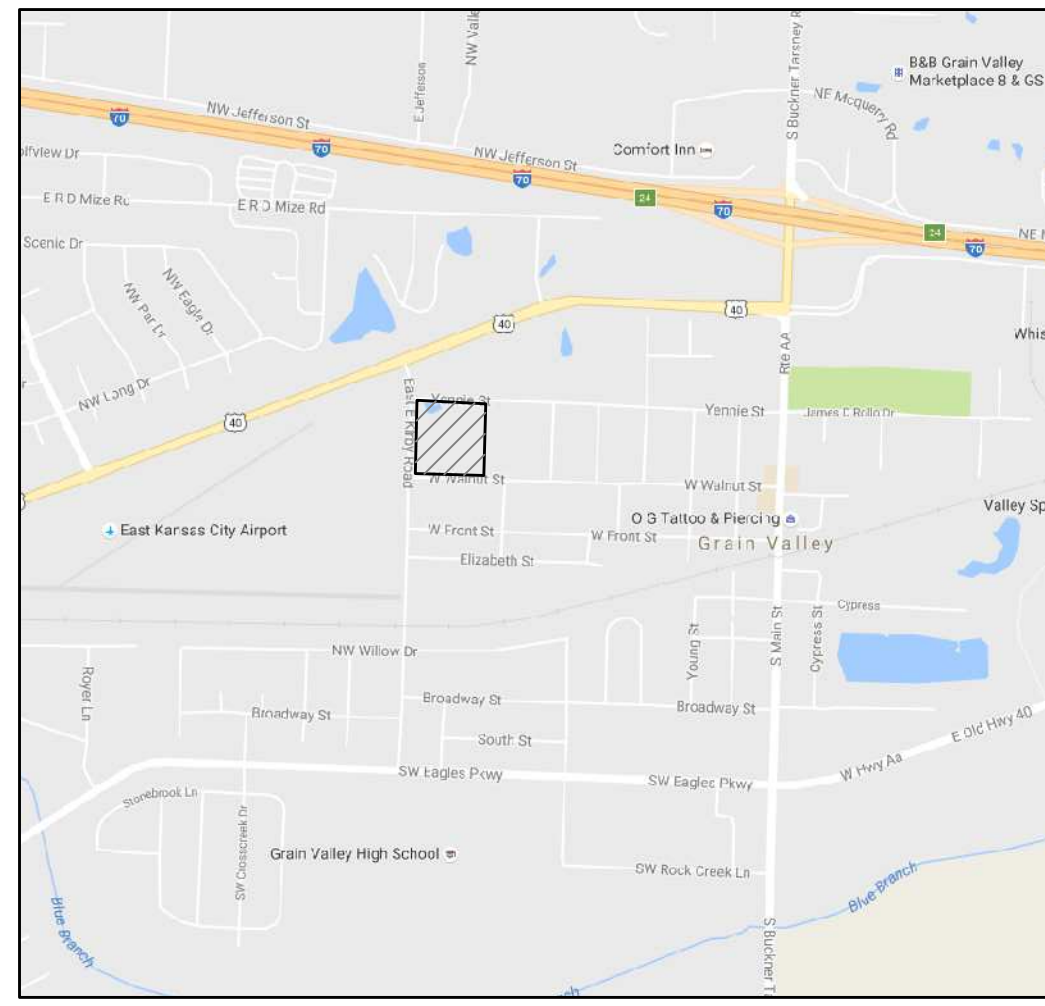 S Buckner Tarsney R
NW Valle
E Jefferson
B&B Grain Valley
Marketplace 8 & GS
NE Mcquerry Rd
NW Jefferson St
70
70
NW Jefferson St
Comfort Inn
70
24
70
24
70
NE
olfview Dr
E R D Mize Rd
E R D Mize Rd
Scenic Dr
NW Eagle Dr
NW Par Dr
NW Long Dr
40
40
40
Rte AA
Whis
East E Kirby Road
Yennie St
Yennie St
James C Rollo Dr
W Walnut St
W Walnut St
Valley Sp
O G Tattoo & Piercing
Grain Valley
East Kansas City Airport
W Front St
W Front St
Elizabeth St
Cypress
Cypress St
Young St
S Main St
NW Willow Dr
Royer Ln
Broadway St
Broadway St
Broadway St
South St
E Old Hwy 40
W Hwy Aa
SW Eagles Pkwy
SW Eagles Pkwy
Stonebrook Ln
SW Crosscreek Dr
Grain Valley High School
SW Rock Creek Ln
Blue Branch
Blue Branch
S Buckner T